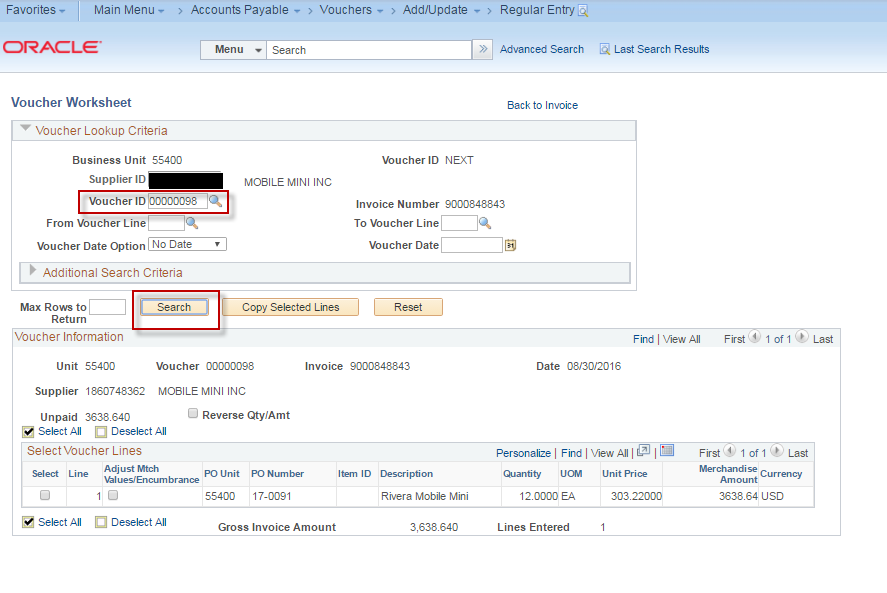 Favorites Main Menu > Accounts Payable > Vouchers > Add/Update > Regular Entry
ORACLE Menu Search » Advanced Search Last Search Results
Voucher Worksheet Back to Invoice
Voucher Lookup Criteria
Business Unit 55400 Voucher ID NEXT
Supplier ID MOBILE MINI INC
Voucher ID 00000098 Invoice Number 9000848843
From Voucher Line To Voucher Line
Voucher Date Option No Date Voucher Date 31
Additional Search Criteria
Max Rows to Return Search Copy Selected Lines Reset
Voucher Information Find | View All First 1 of 1 Last
Unit 55400 Voucher 00000098 Invoice 9000848843 Date 08/30/2016
Supplier 1860748362 MOBILE MINI INC
Unpaid 3638.640 Reverse Qty/Amt
Select All Deselect All
Select Voucher Lines Personalize | Find | View All | | First 1 of 1 Last
Select Line Adjust Mtch Values/Encumbrance PO Unit PO Number Item ID Description Quantity UOM Unit Price Merchandise Amount Currency
1 55400 17-0091 Rivera Mobile Mini 12.0000 EA 303.22000 3638.64 USD
Select All Deselect All
Gross Invoice Amount 3,638.640 Lines Entered 1